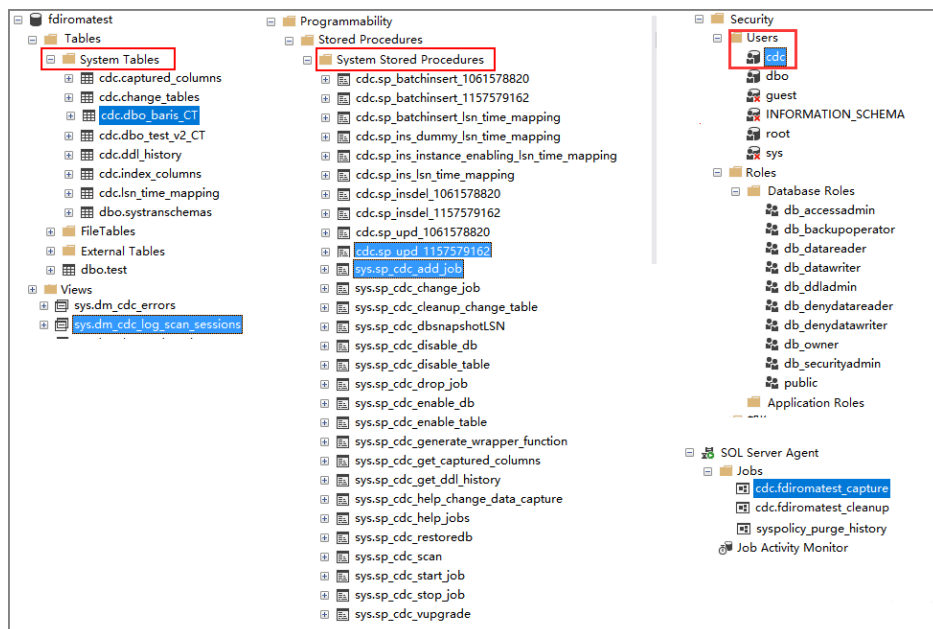 fdiromatest
Tables
System Tables
cdc.captured_columns
cdc.change_tables
cdc.dbo_baris_CT
cdc.dbo_test_v2_CT
cdc.ddl_history
cdc.index_columns
cdc.lsn_time_mapping
dbo.systranschemas
FileTables
External Tables
dbo.test
Views
sys.dm_cdc_errors
sys.dm_cdc_log_scan_sessions
Programmability
Stored Procedures
System Stored Procedures
cdc.sp_batchinsert_1061578820
cdc.sp_batchinsert_1157579162
cdc.sp_batchinsert_lsn_time_mapping
cdc.sp_ins_dummy_lsn_time_mapping
cdc.sp_ins_instance_enabling_lsn_time_mapping
cdc.sp_ins_lsn_time_mapping
cdc.sp_insdel_1061578820
cdc.sp_insdel_1157579162
cdc.sp_upd_1061578820
cdc.sp_upd_1157579162
sys.sp_cdc_add_job
sys.sp_cdc_change_job
sys.sp_cdc_cleanup_change_table
sys.sp_cdc_dbsnapshotLSN
sys.sp_cdc_disable_db
sys.sp_cdc_disable_table
sys.sp_cdc_drop_job
sys.sp_cdc_enable_db
sys.sp_cdc_enable_table
sys.sp_cdc_generate_wrapper_function
sys.sp_cdc_get_captured_columns
sys.sp_cdc_get_ddl_history
sys.sp_cdc_help_change_data_capture
sys.sp_cdc_help_jobs
sys.sp_cdc_restoredb
sys.sp_cdc_scan
sys.sp_cdc_start_job
sys.sp_cdc_stop_job
sys.sp_cdc_vupgrade
Security
Users
cdc
dbo
guest
INFORMATION_SCHEMA
root
sys
Roles
Database Roles
db_accessadmin
db_backupoperator
db_datareader
db_datawriter
db_ddladmin
db_denydatareader
db_denydatawriter
db_owner
db_securityadmin
public
Application Roles
SQL Server Agent
Jobs
cdc.fdiromatest_capture
cdc.fdiromatest_cleanup
syspolicy_purge_history
Job Activity Monitor